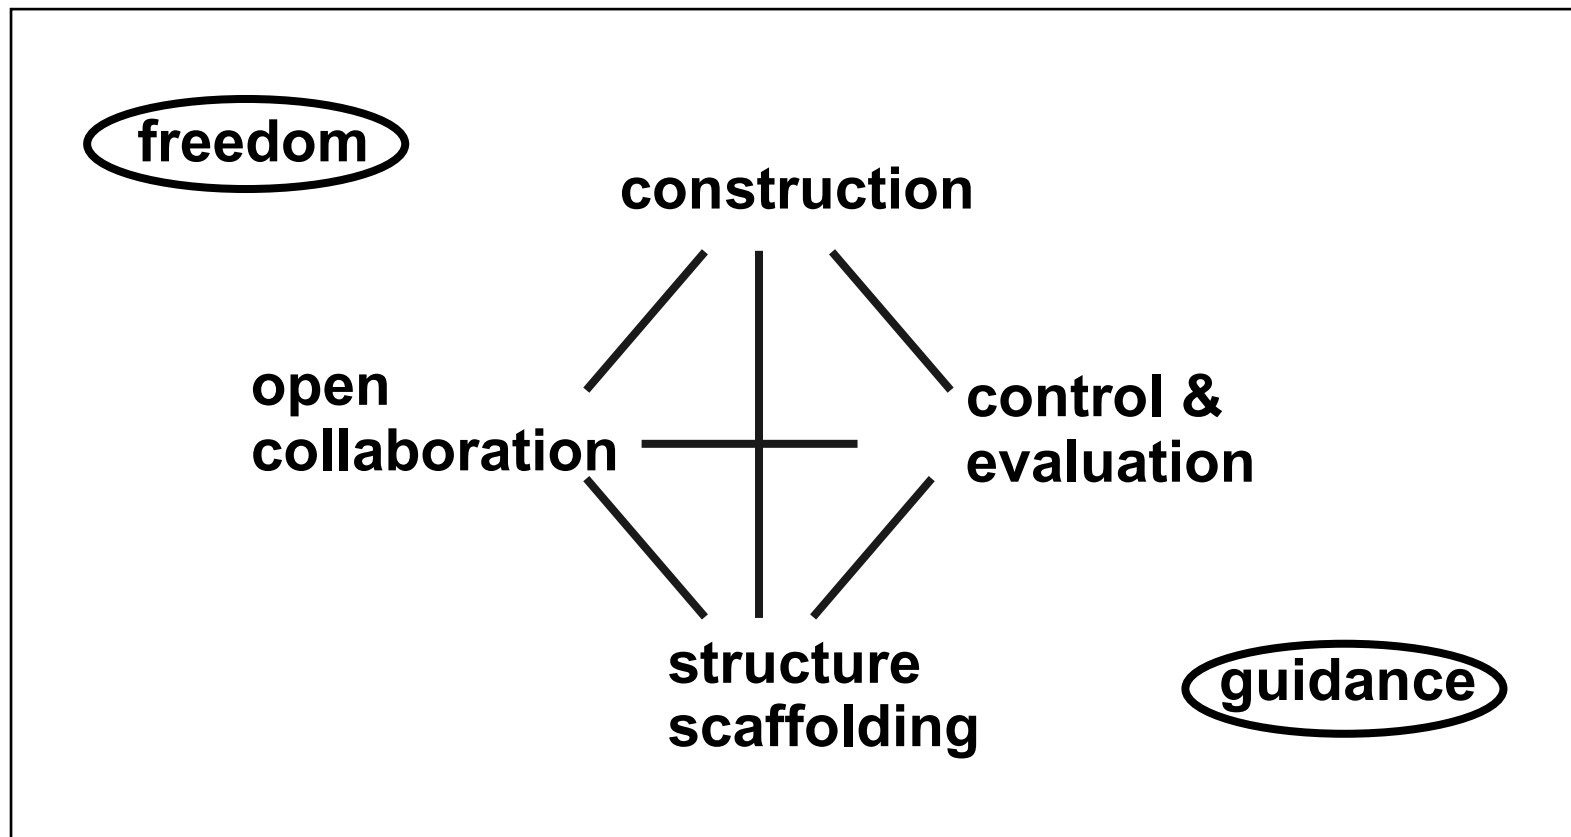 freedom
construction
open
collaboration
control &
evaluation
structure
scaffolding
guidance